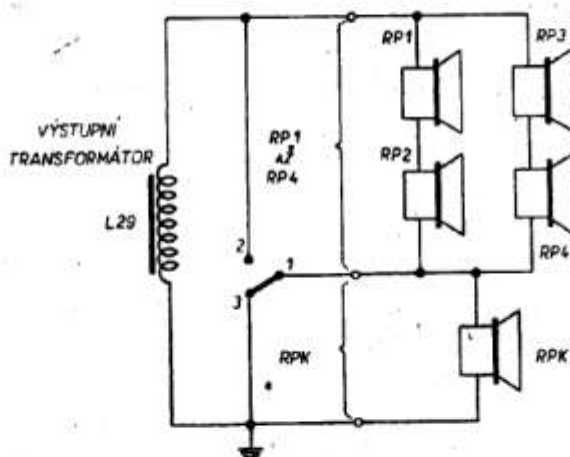 RP1
RP3
VÝSTUPNÍ
TRANSFORMÁTOR
RP1
až
RP4
RP2
L29
RP4
2
1
3
RPK
RPK